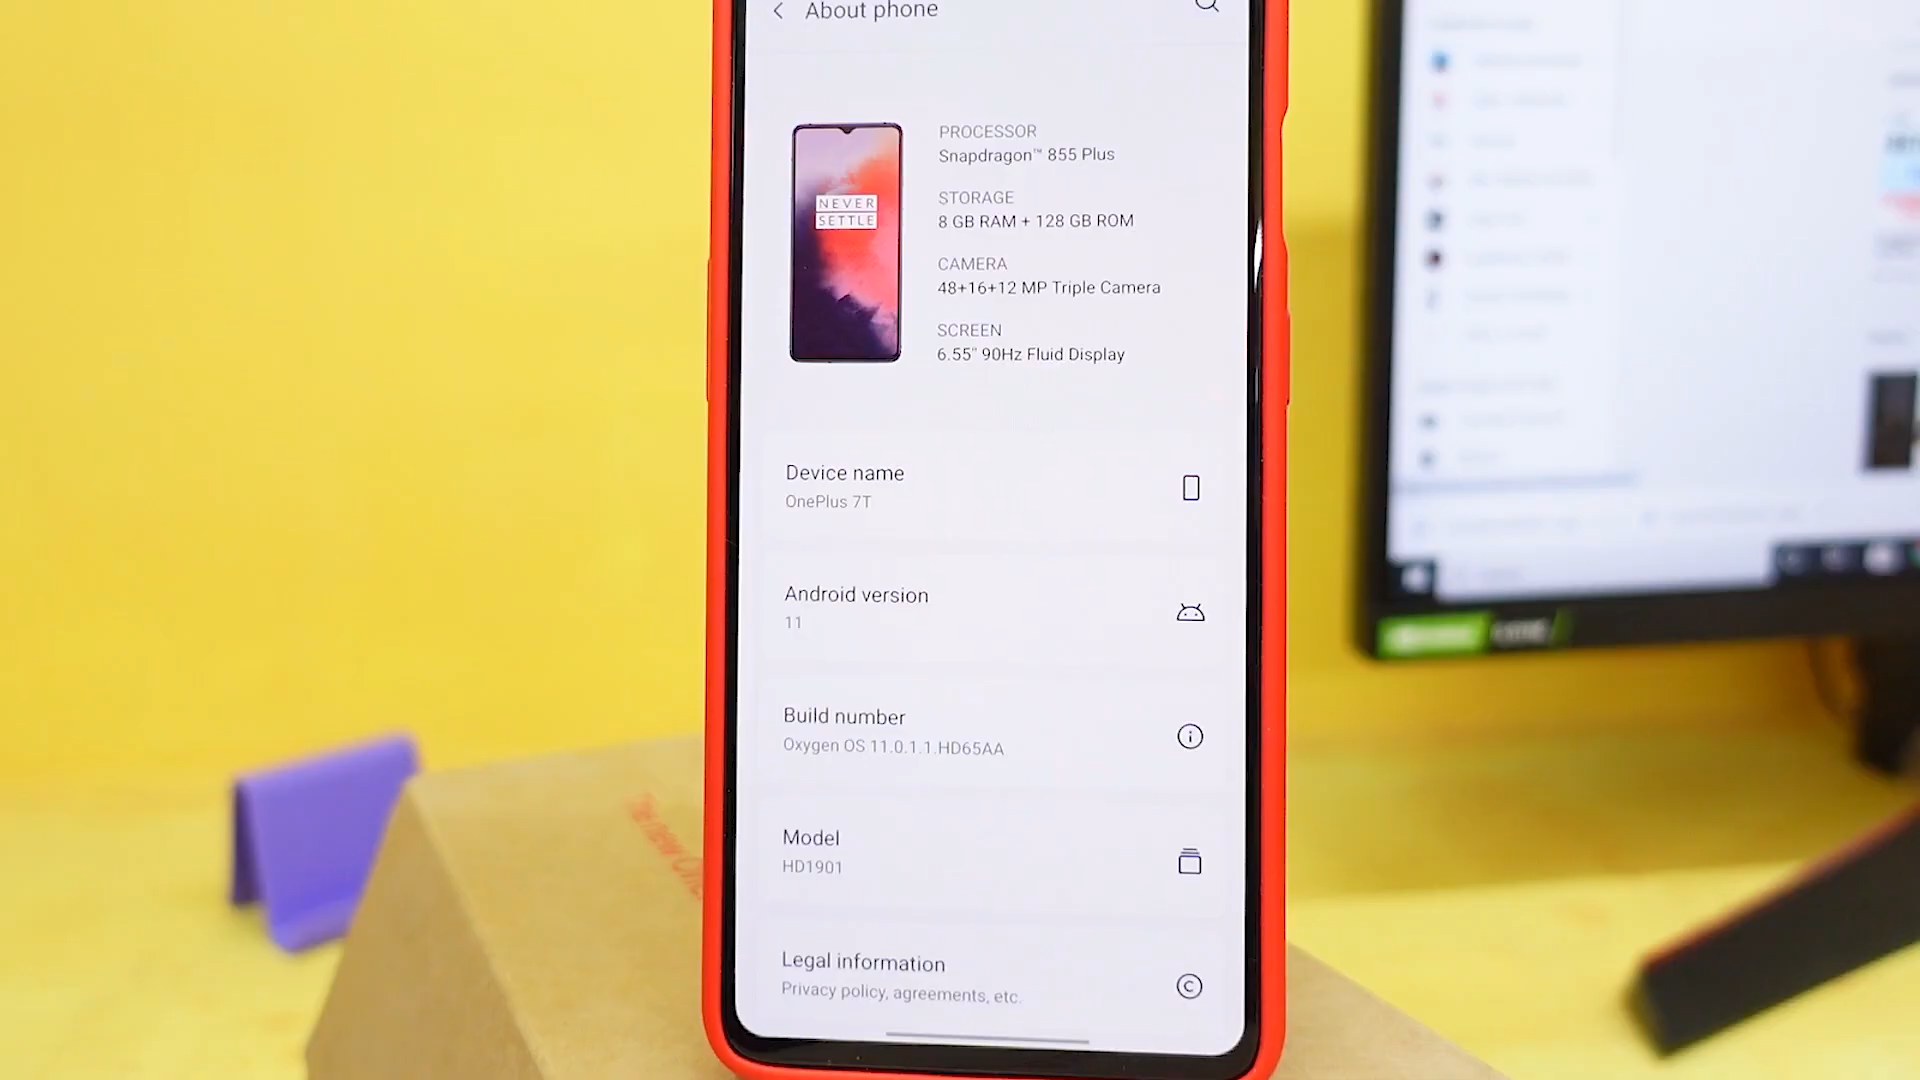 About phone
NEVER
SETTLE
PROCESSOR
Snapdragon™ 855 Plus
STORAGE
8 GB RAM + 128 GB ROM
CAMERA
48+16+12 MP Triple Camera
SCREEN
6.55" 90Hz Fluid Display
Device name
OnePlus 7T
Android version
11
Build number
Oxygen OS 11.0.1.1.HD65AA
Model
HD1901
Legal information
Privacy policy, agreements, etc.
The new